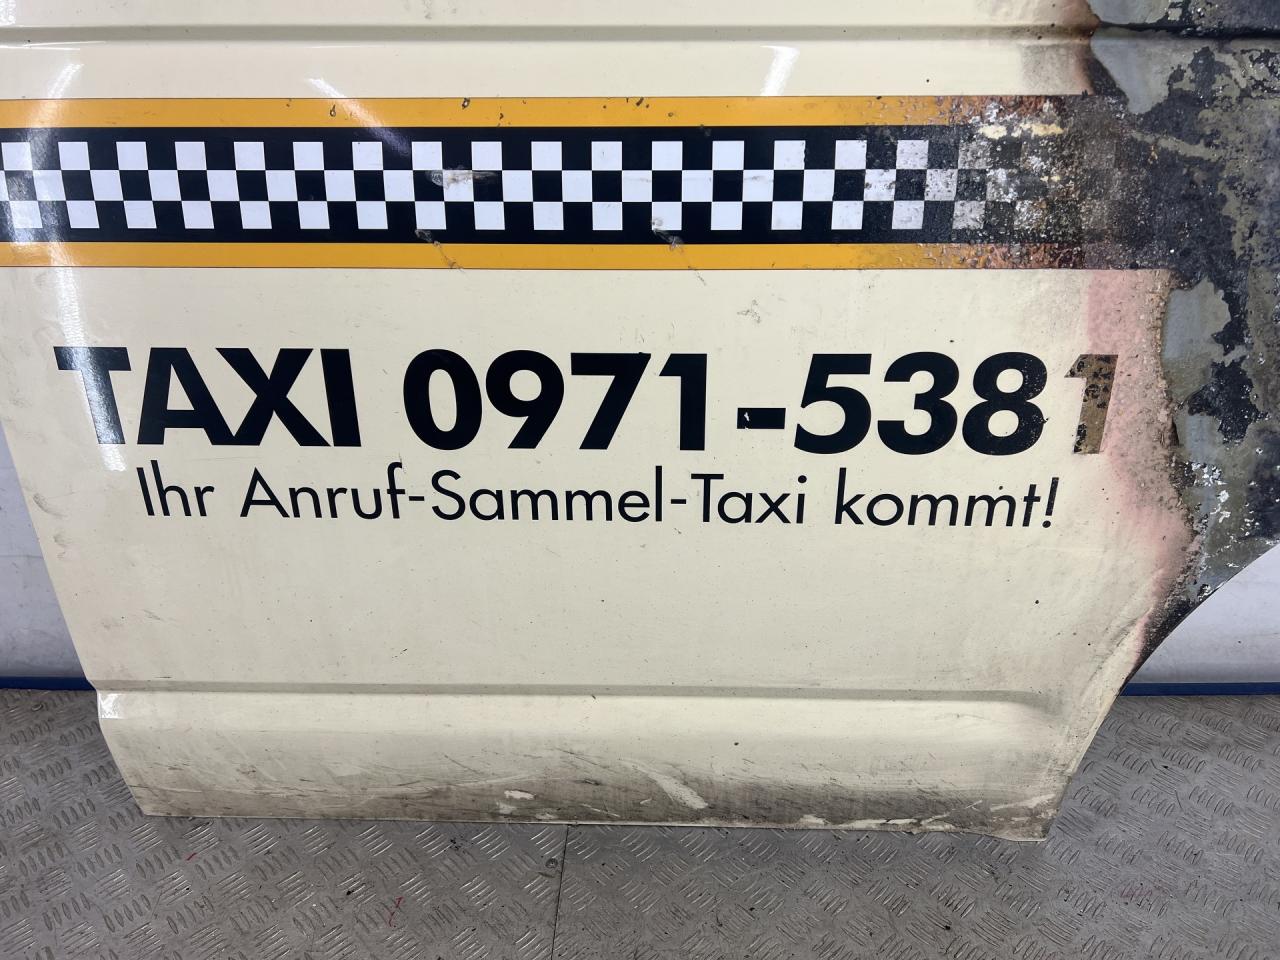 TAXI 0971-5381
Ihr Anruf-Sammel-Taxi kommt!